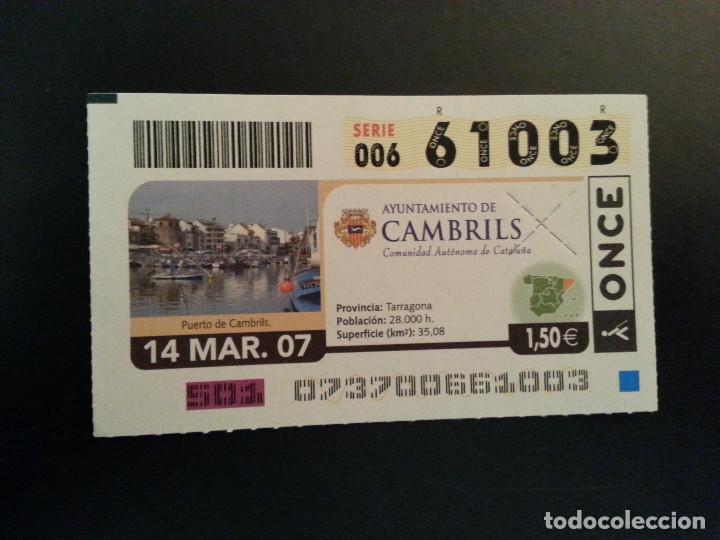 R R
SERIE
006 61003
AYUNTAMIENTO DE
CAMBRILS
Comunidad Autónoma de Cataluña
ONCE
Provincia: Tarragona
Población: 28.000 h.
Superficie (km²): 35,08
Puerto de Cambrils.
14 MAR. 07
1,50€
501 073700661003
todocoleccion